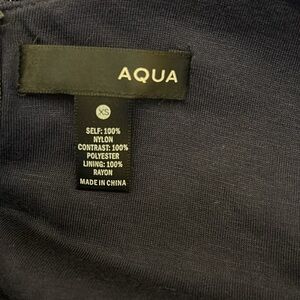 AQUA
XS
SELF: 100%
NYLON
CONTRAST: 100%
POLYESTER
LINING: 100%
RAYON
MADE IN CHINA